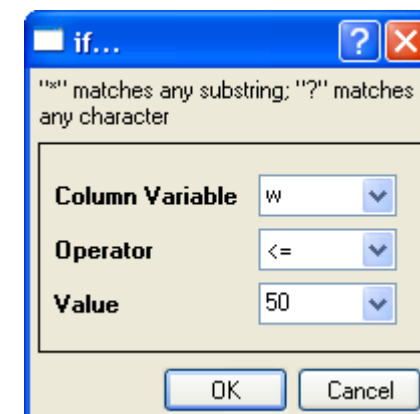 if...
"*" matches any substring; "?" matches
any character
Column Variable w
Operator <=
Value 50
OK Cancel